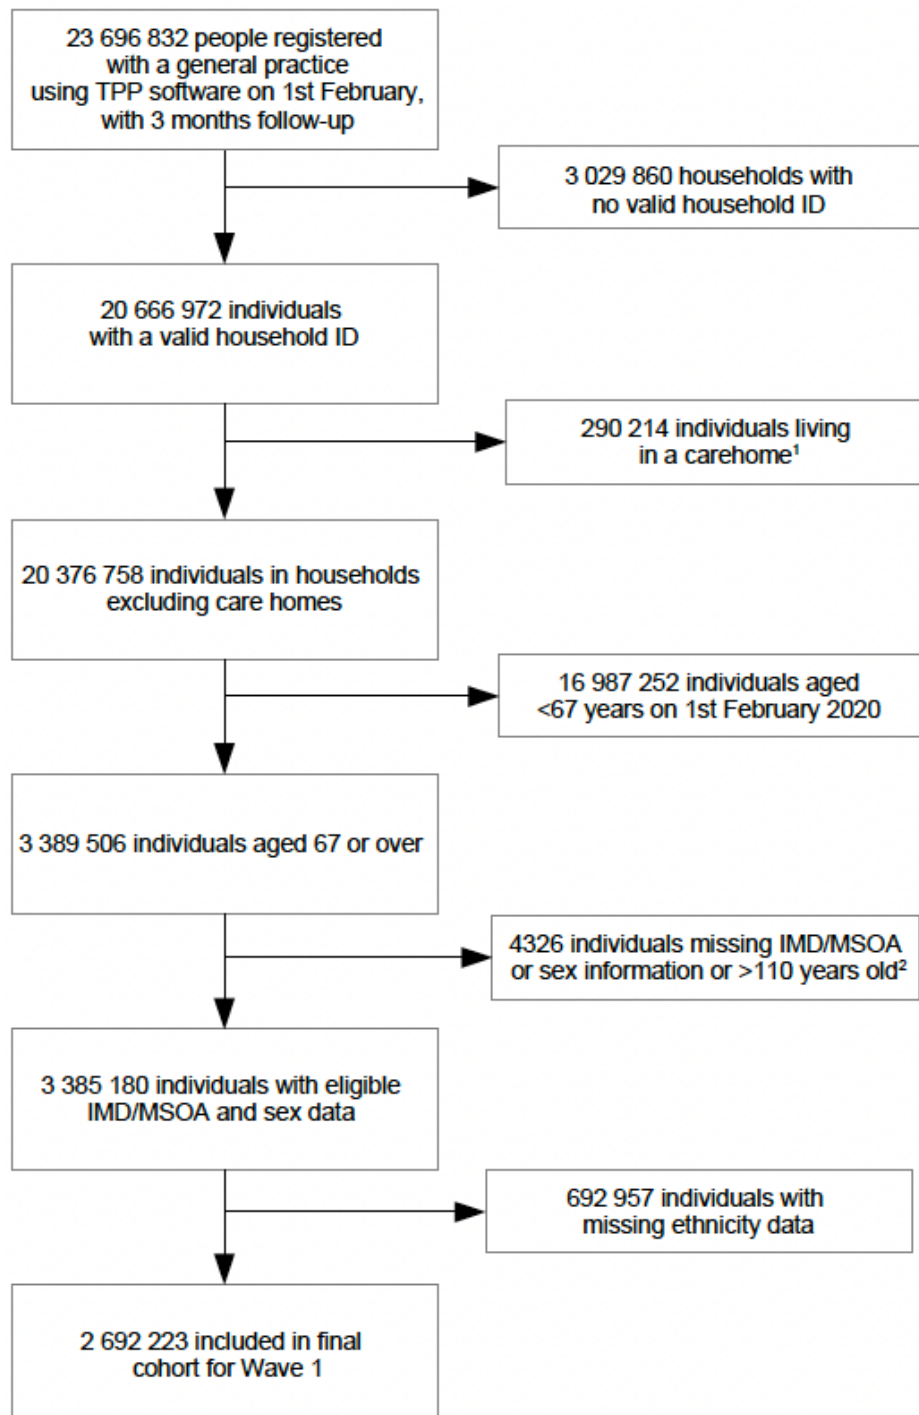 23 696 832 people registered
with a general practice
using TPP software on 1st February,
with 3 months follow-up
3 029 860 households with
no valid household ID
20 666 972 individuals
with a valid household ID
290 214 individuals living
in a carehome¹
20 376 758 individuals in households
excluding care homes
16 987 252 individuals aged
<67 years on 1st February 2020
3 389 506 individuals aged 67 or over
4326 individuals missing IMD/MSOA
or sex information or >110 years old²
3 385 180 individuals with eligible
IMD/MSOA and sex data
692 957 individuals with
missing ethnicity data
2 692 223 included in final
cohort for Wave 1